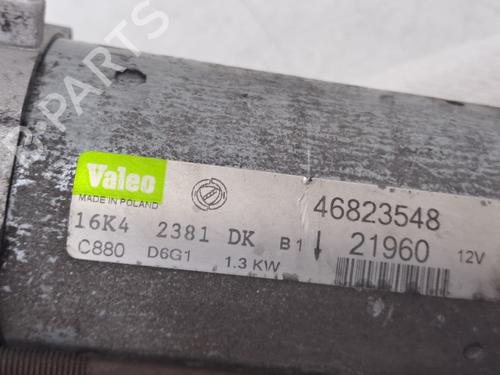 B-PARTS
Valeo
MADE IN POLAND
46823548
16K4 2381 DK B1 21960 12V
C880 D6G1 1.3 KW